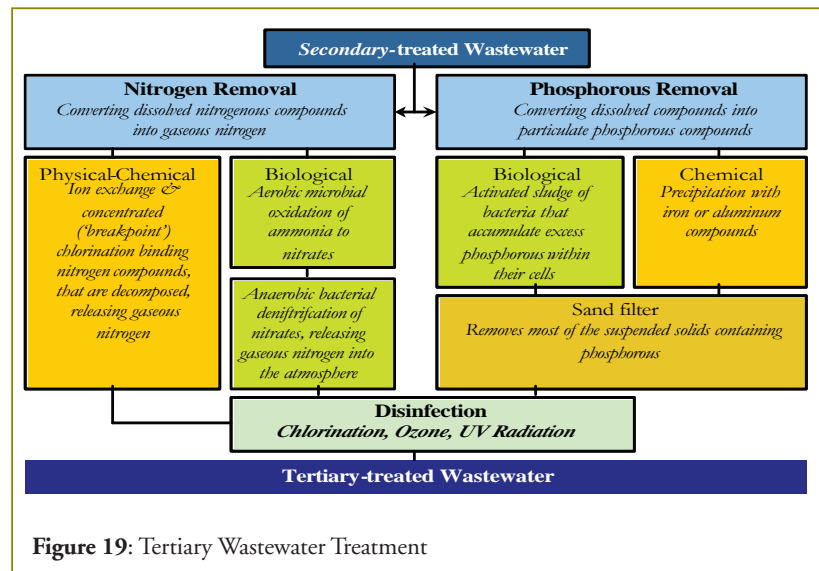 Secondary-treated Wastewater
Nitrogen Removal
Converting dissolved nitrogenous compounds
into gaseous nitrogen
Phosphorous Removal
Converting dissolved compounds into
particulate phosphorous compounds
Physical-Chemical
Ion exchange &
concentrated
('breakpoint')
chlorination binding
nitrogen compounds,
that are decomposed,
releasing gaseous
nitrogen
Biological
Aerobic microbial
oxidation of
ammonia to
nitrates
Anaerobic bacterial
denistrifcation of
nitrates, releasing
gaseous nitrogen into
the atmosphere
Biological
Activated sludge of
bacteria that
accumulate excess
phosphorous within
their cells
Chemical
Precipitation with
iron or aluminum
compounds
Sand filter
Removes most of the suspended solids containing
phosphorous
Disinfection
Chlorination, Ozone, UV Radiation
Tertiary-treated Wastewater
Figure 19: Tertiary Wastewater Treatment